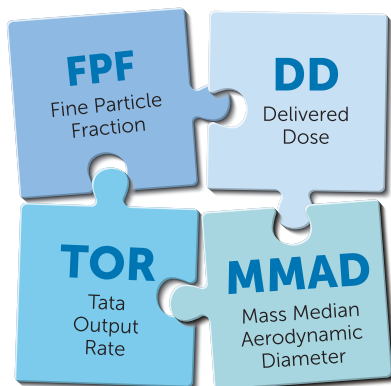 FPF
Fine Particle
Fraction
DD
Delivered
Dose
TOR
Tata
Output
Rate
MMAD
Mass Median
Aerodynamic
Diameter